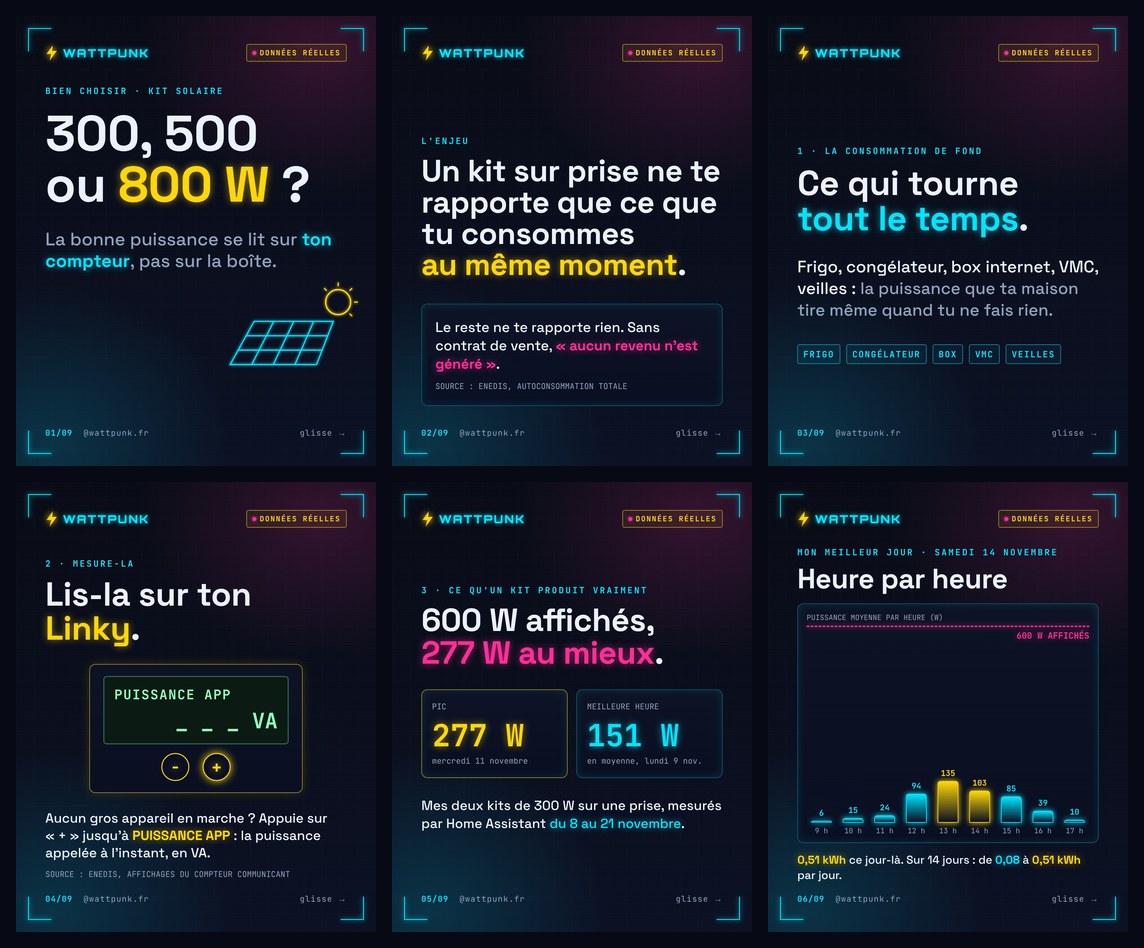 WATTPUNK
DONNÉES RÉELLES
BIEN CHOISIR · KIT SOLAIRE
300, 500
ou 800 W ?
La bonne puissance se lit sur ton
compteur, pas sur la boîte.
01/09 @wattpunk.fr glisse →
WATTPUNK
DONNÉES RÉELLES
L'ENJEU
Un kit sur prise ne te
rapporte que ce que
tu consommes
au même moment.
Le reste ne te rapporte rien. Sans
contrat de vente, « aucun revenu n'est
généré ».
SOURCE : ENEDIS, AUTOCONSOMMATION TOTALE
02/09 @wattpunk.fr glisse →
WATTPUNK
DONNÉES RÉELLES
1 · LA CONSOMMATION DE FOND
Ce qui tourne
tout le temps.
Frigo, congélateur, box internet, VMC,
veilles : la puissance que ta maison
tire même quand tu ne fais rien.
FRIGO CONGÉLATEUR BOX VMC VEILLES
03/09 @wattpunk.fr glisse →
WATTPUNK
DONNÉES RÉELLES
2 · MESURE-LA
Lis-la sur ton
Linky.
PUISSANCE APP
_ _ _ VA
- +
Aucun gros appareil en marche ? Appuie sur
« + » jusqu'à PUISSANCE APP : la puissance
appelée à l'instant, en VA.
SOURCE : ENEDIS, AFFICHAGES DU COMPTEUR COMMUNICANT
04/09 @wattpunk.fr glisse →
WATTPUNK
DONNÉES RÉELLES
3 · CE QU'UN KIT PRODUIT VRAIMENT
600 W affichés,
277 W au mieux.
PIC
277 W
mercredi 11 novembre
MEILLEURE HEURE
151 W
en moyenne, lundi 9 nov.
Mes deux kits de 300 W sur une prise, mesurés
par Home Assistant du 8 au 21 novembre.
05/09 @wattpunk.fr glisse →
WATTPUNK
DONNÉES RÉELLES
MON MEILLEUR JOUR · SAMEDI 14 NOVEMBRE
Heure par heure
PUISSANCE MOYENNE PAR HEURE (W)
600 W AFFICHÉS
6 15 24 94 135 103 85 39 10
9 h 10 h 11 h 12 h 13 h 14 h 15 h 16 h 17 h
0,51 kWh ce jour-là. Sur 14 jours : de 0,08 à 0,51 kWh
par jour.
06/09 @wattpunk.fr glisse →